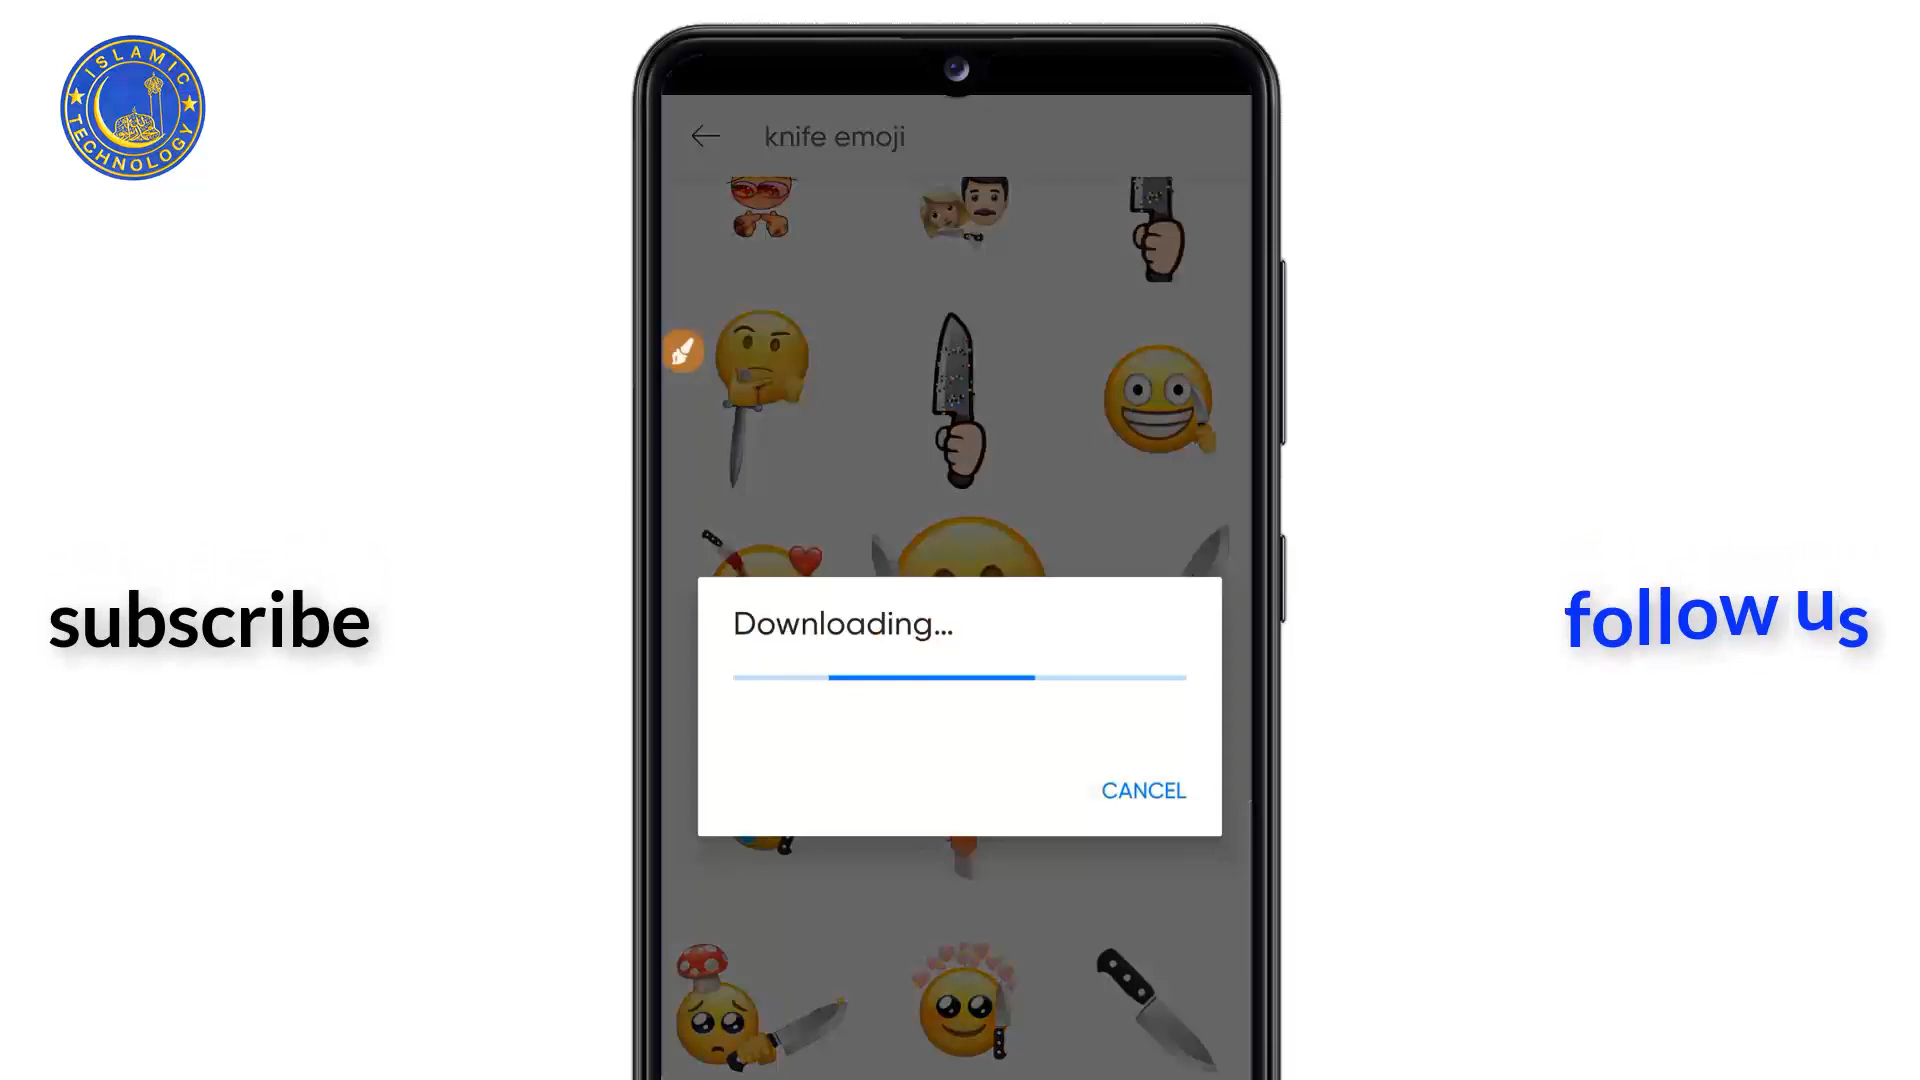 ISLAMIC
TECHNOLOGY
knife emoji
subscribe
follow us
Downloading...
CANCEL